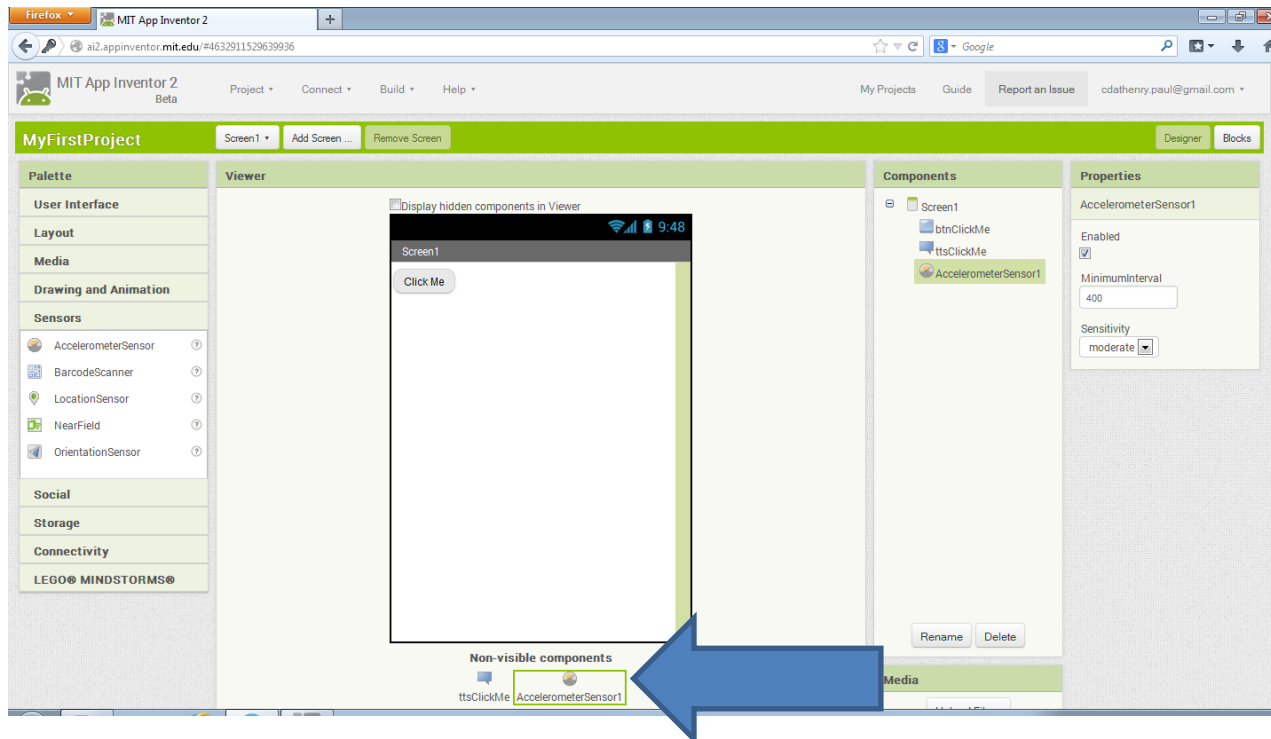 Firefox
MIT App Inventor 2
ai2.appinventor.mit.edu/#4632911529639936
Google
MIT App Inventor 2
Beta
Project
Connect
Build
Help
My Projects
Guide
Report an Issue
cdathenry.paul@gmail.com
MyFirstProject
Screen1
Add Screen ...
Remove Screen
Designer
Blocks
Palette
User Interface
Layout
Media
Drawing and Animation
Sensors
AccelerometerSensor
BarcodeScanner
LocationSensor
NearField
OrientationSensor
Social
Storage
Connectivity
LEGO® MINDSTORMS®
Viewer
Display hidden components in Viewer
9:48
Screen1
Click Me
Non-visible components
ttsClickMe
AccelerometerSensor1
Components
Screen1
btnClickMe
ttsClickMe
AccelerometerSensor1
Rename
Delete
Media
Properties
AccelerometerSensor1
Enabled
MinimumInterval
400
Sensitivity
moderate